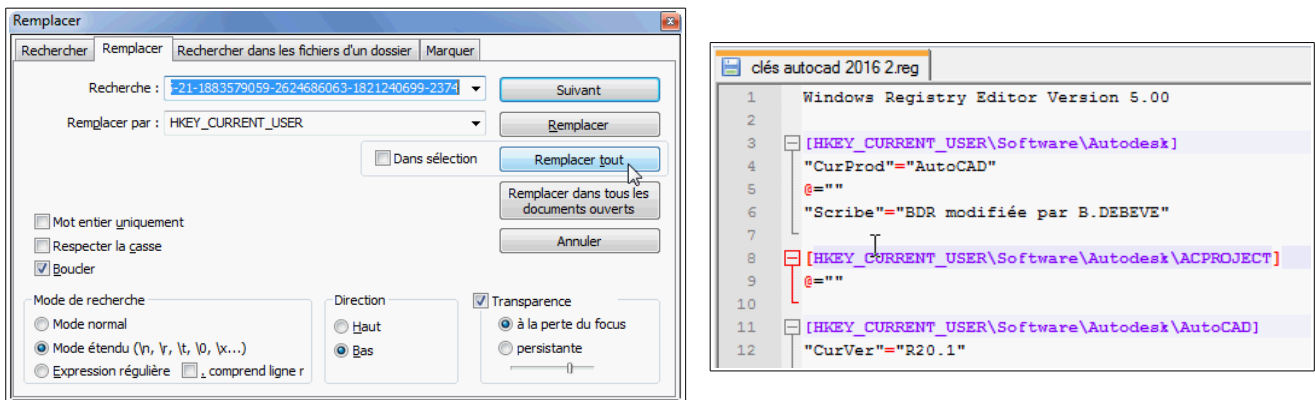 Remplacer
Rechercher Remplacer Rechercher dans les fichiers d'un dossier Marquer
Recherche : -21-1883579059-2624686063-1821240699-2374 Suivant
Remplacer par : HKEY_CURRENT_USER Remplacer
Dans sélection Remplacer tout
Remplacer dans tous les
documents ouverts
Mot entier uniquement
Annuler
Respecter la casse
Boucler
Mode de recherche Direction Transparence
Mode normal Haut à la perte du focus
Mode étendu (\n, \r, \t, \0, \x...) Bas persistante
Expression régulière . comprend ligne r
clés autocad 2016 2.reg
1 Windows Registry Editor Version 5.00
2
3 [HKEY_CURRENT_USER\Software\Autodesk]
4 "CurProd"="AutoCAD"
5 @=""
6 "Scribe"="BDR modifiée par B.DEBEVE"
7
8 [HKEY_CURRENT_USER\Software\Autodesk\ACPROJECT]
9 @=""
10
11 [HKEY_CURRENT_USER\Software\Autodesk\AutoCAD]
12 "CurVer"="R20.1"